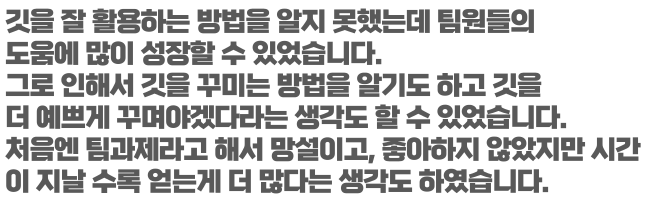 깃을 잘 활용하는 방법을 알지 못했는데 팀원들의
도움에 많이 성장할 수 있었습니다.
그로 인해서 깃을 꾸미는 방법을 알기도 하고 깃을
더 예쁘게 꾸며야겠다라는 생각도 할 수 있었습니다.
처음엔 팀과제라고 해서 망설이고, 좋아하지 않았지만 시간
이 지날 수록 얻는게 더 많다는 생각도 하였습니다.